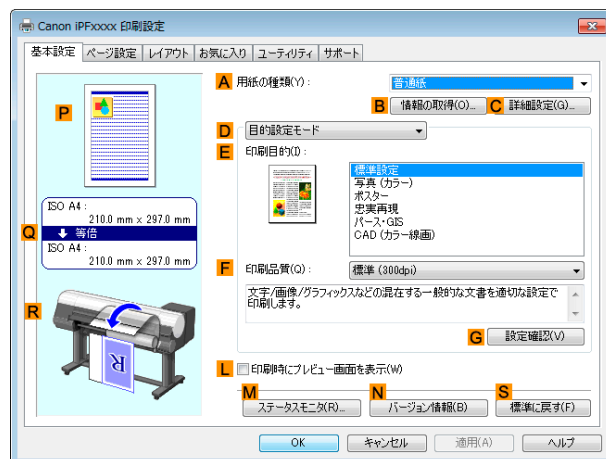 Canon iPFxxxx 印刷設定
基本設定 ページ設定 レイアウト お気に入り ユーティリティ サポート
A 用紙の種類(Y): 普通紙
B 情報の取得(O)... C 詳細設定(G)...
P
D 目的設定モード
E 印刷目的(I):
標準設定
写真 (カラー)
ポスター
忠実再現
パース・GIS
CAD (カラー線画)
ISO A4 :
210.0 mm × 297.0 mm
Q 等倍
ISO A4 :
210.0 mm × 297.0 mm
F 印刷品質(Q): 標準 (300dpi)
文字/画像/グラフィックスなどの混在する一般的な文書を適切な設定で
印刷します。
R
R
G 設定確認(V)
L 印刷時にプレビュー画面を表示(W)
M ステータスモニタ(R)... N バージョン情報(B) S 標準に戻す(F)
OK キャンセル 適用(A) ヘルプ